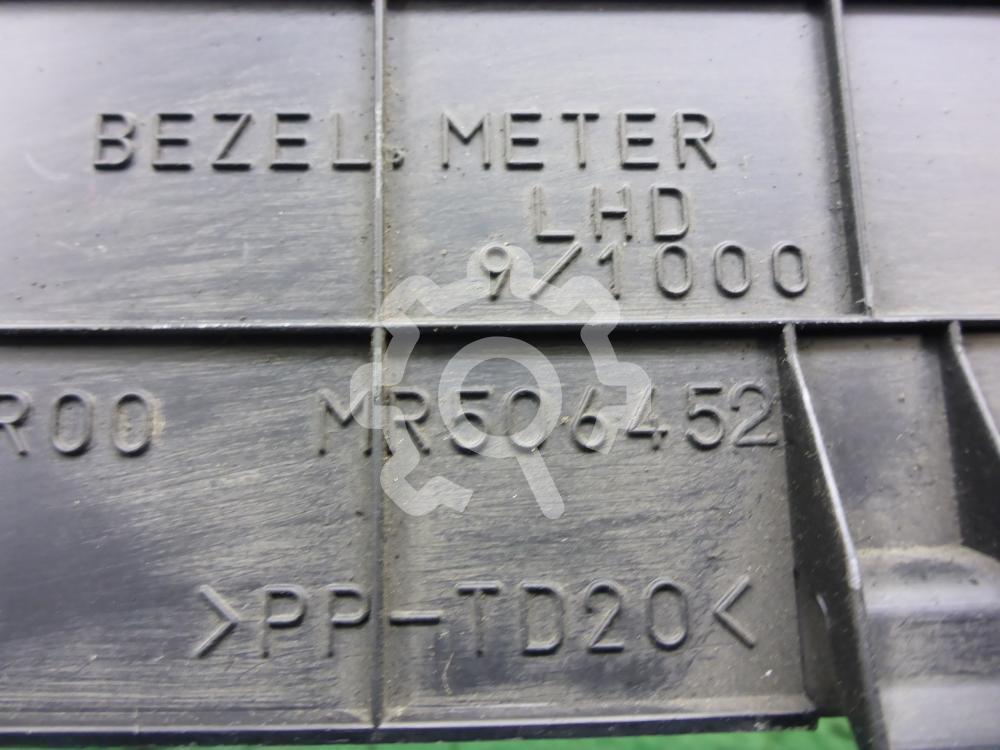 BEZEL, METER
LHD
9/1000
R00 MR506452
>PP-TD20<